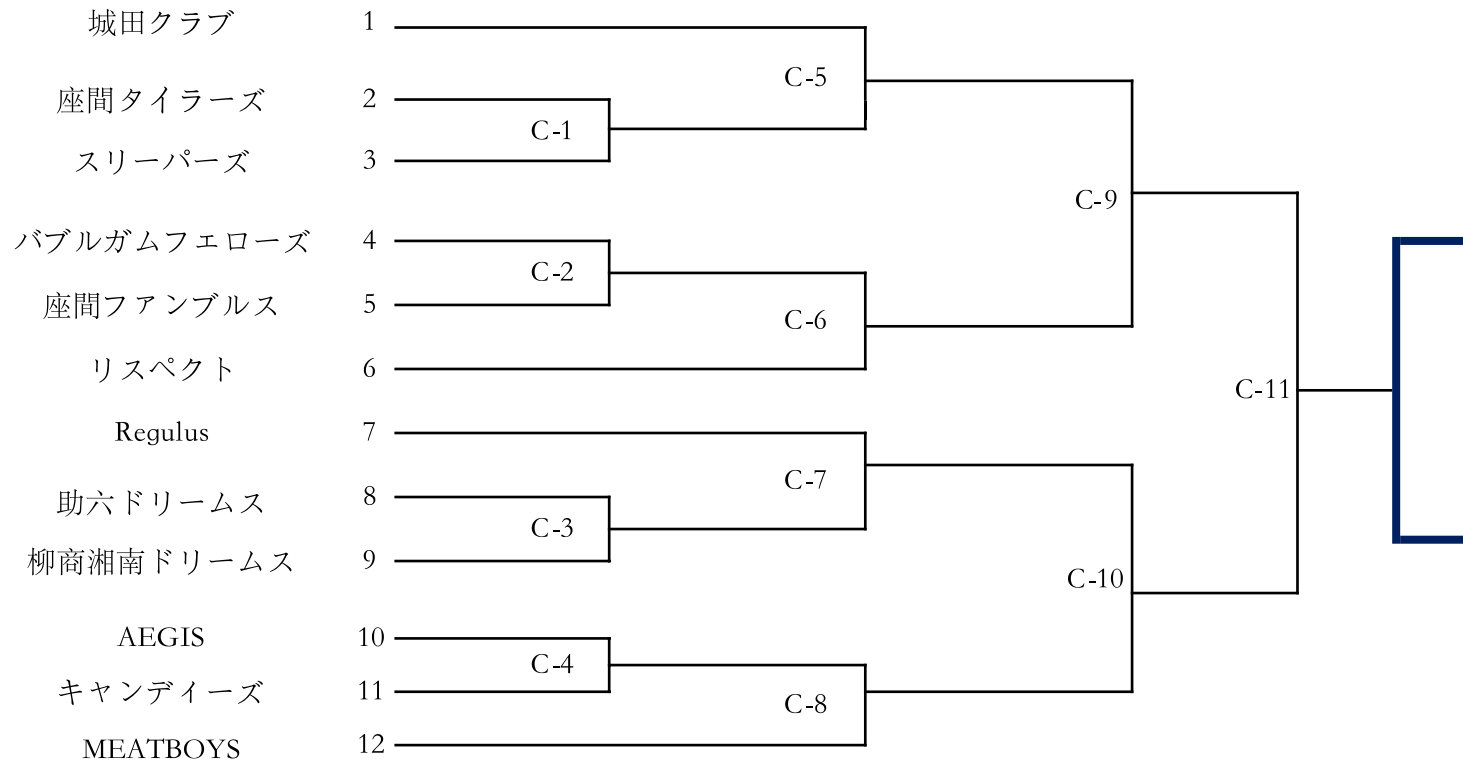 城田クラブ 1
C-5
座間タイラーズ 2
C-1
スリーパーズ 3
C-9
バブルガムフェローズ 4
C-2
座間ファンブルス 5
C-6
リスペクト 6
C-11
Regulus 7
C-7
助六ドリームス 8
C-3
柳商湘南ドリームス 9
C-10
AEGIS 10
C-4
キャンディーズ 11
C-8
MEATBOYS 12